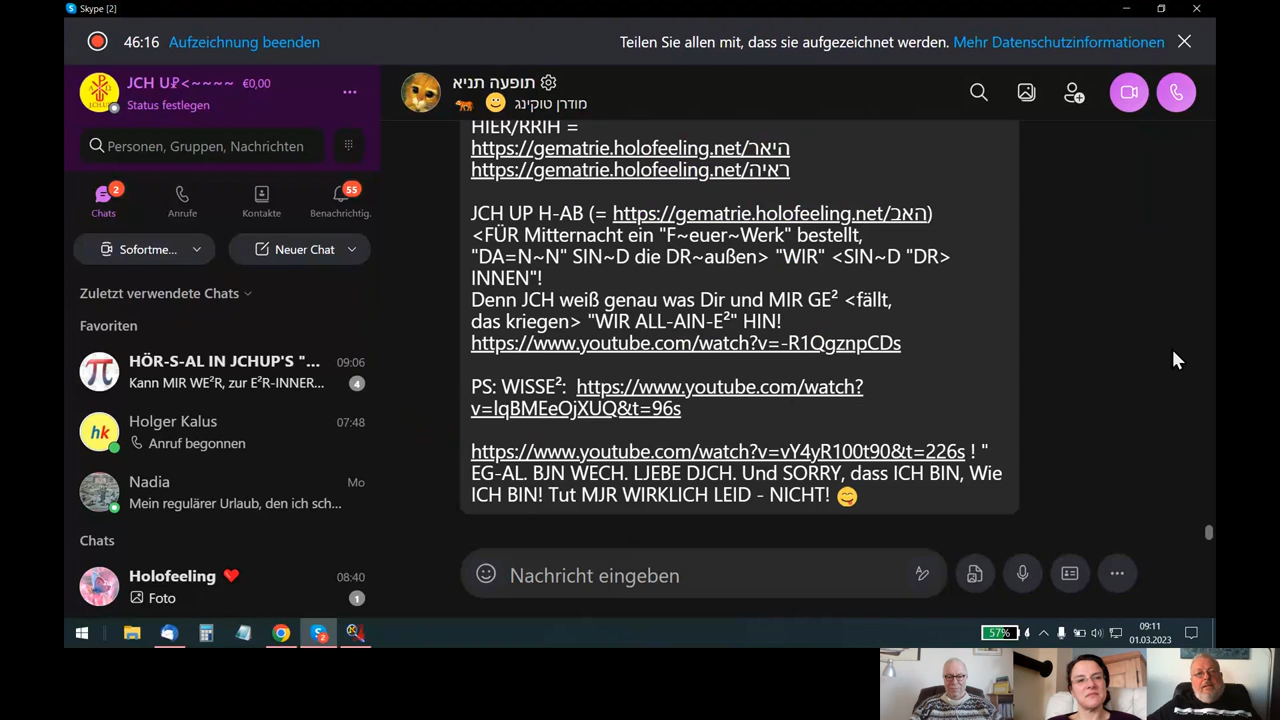 Skype [2]
46:16 Aufzeichnung beenden
Teilen Sie allen mit, dass sie aufgezeichnet werden. Mehr Datenschutzinformationen
JCH U₽<~~~~ €0,00
Status festlegen
Personen, Gruppen, Nachrichten
2
55
Chats
Anrufe
Kontakte
Benachrichtig.
Sofortme...
Neuer Chat
Zuletzt verwendete Chats
Favoriten
HÖR-S-AL IN JCHUP'S "... 09:06
Kann MIR WE²R, zur E²R-INNER... 4
Holger Kalus 07:48
Anruf begonnen
Nadia Mo
Mein regulärer Urlaub, den ich sch...
Chats
Holofeeling 08:40
Foto 1
תופעה תניא
מודרן טוקינג
HIER/RRIH =
https://gematrie.holofeeling.net/היאר
https://gematrie.holofeeling.net/ראיה
JCH UP H-AB (= https://gematrie.holofeeling.net/האב)
<FÜR Mitternacht ein "F~euer~Werk" bestellt,
"DA=N~N" SIN~D die DR~außen> "WIR" <SIN~D "DR>
INNEN"!
Denn JCH weiß genau was Dir und MIR GE² <fällt,
das kriegen> "WIR ALL-AIN-E²" HIN!
https://www.youtube.com/watch?v=-R1QgznpCDs
PS: WISSE²: https://www.youtube.com/watch?
v=lqBMEeOjXUQ&t=96s
https://www.youtube.com/watch?v=vY4yR100t90&t=226s ! "
EG-AL. BJN WECH. LJEBE DJCH. Und SORRY, dass ICH BIN, Wie
ICH BIN! Tut MJR WIRKLICH LEID - NICHT!
Nachricht eingeben
2
57%
09:11
01.03.2023
π
hk